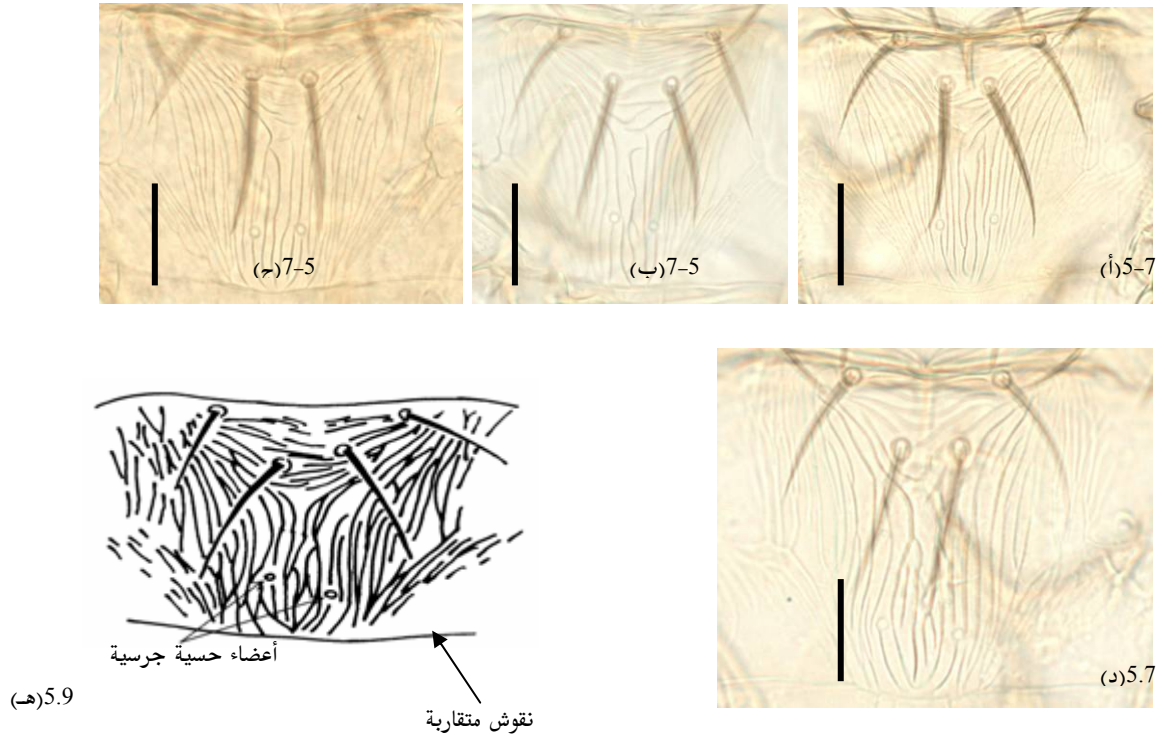 5-7(أ)
7-5(ب)
7-5(ح)
5.7(د)
أعضاء حسية جرسية
5.9(هـ)
نقوش متقاربة